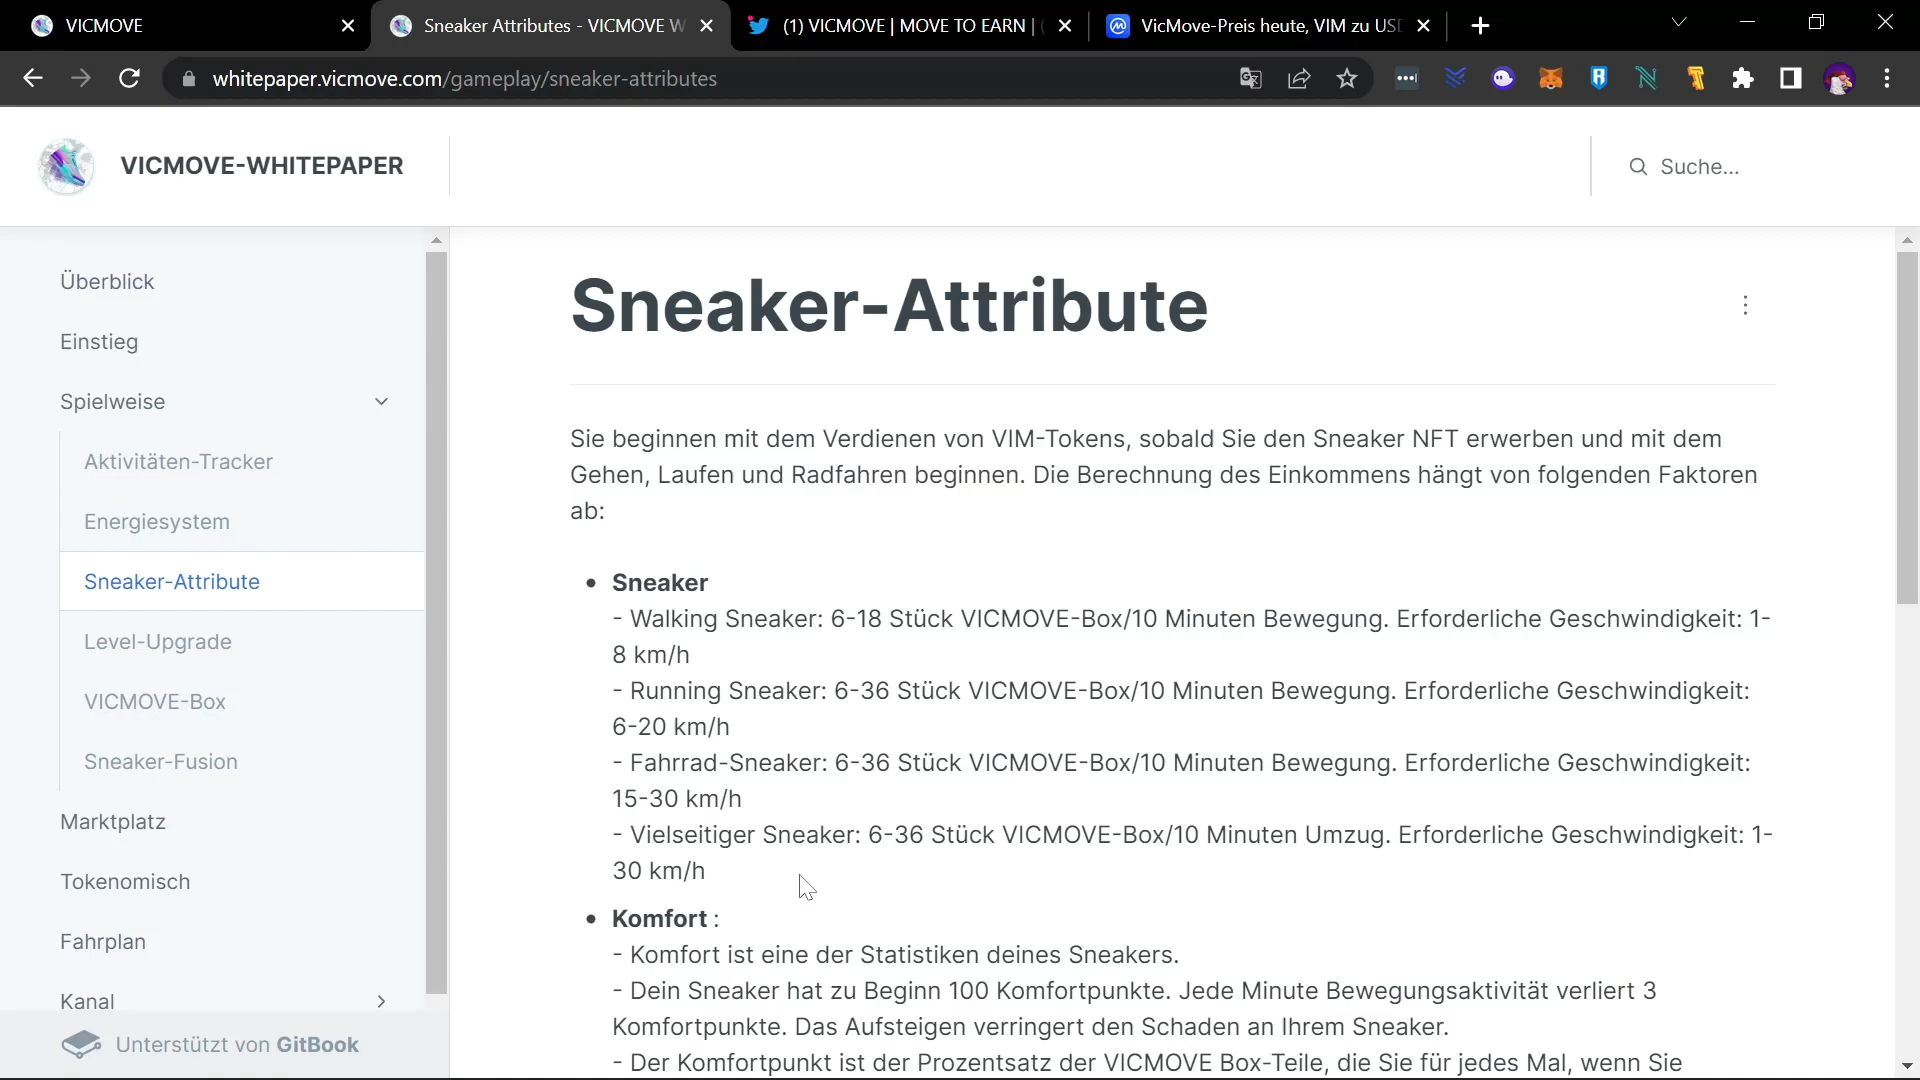 VICMOVE
Sneaker Attributes - VICMOVE W
(1) VICMOVE | MOVE TO EARN | (
VicMove-Preis heute, VIM zu USD
whitepaper.vicmove.com/gameplay/sneaker-attributes
VICMOVE-WHITEPAPER
Suche...
Überblick
Einstieg
Spielweise
Aktivitäten-Tracker
Energiesystem
Sneaker-Attribute
Level-Upgrade
VICMOVE-Box
Sneaker-Fusion
Marktplatz
Tokenomisch
Fahrplan
Kanal
Unterstützt von GitBook
Sneaker-Attribute
Sie beginnen mit dem Verdienen von VIM-Tokens, sobald Sie den Sneaker NFT erwerben und mit dem
Gehen, Laufen und Radfahren beginnen. Die Berechnung des Einkommens hängt von folgenden Faktoren
ab:
• Sneaker
- Walking Sneaker: 6-18 Stück VICMOVE-Box/10 Minuten Bewegung. Erforderliche Geschwindigkeit: 1-
8 km/h
- Running Sneaker: 6-36 Stück VICMOVE-Box/10 Minuten Bewegung. Erforderliche Geschwindigkeit:
6-20 km/h
- Fahrrad-Sneaker: 6-36 Stück VICMOVE-Box/10 Minuten Bewegung. Erforderliche Geschwindigkeit:
15-30 km/h
- Vielseitiger Sneaker: 6-36 Stück VICMOVE-Box/10 Minuten Umzug. Erforderliche Geschwindigkeit: 1-
30 km/h
• Komfort :
- Komfort ist eine der Statistiken deines Sneakers.
- Dein Sneaker hat zu Beginn 100 Komfortpunkte. Jede Minute Bewegungsaktivität verliert 3
Komfortpunkte. Das Aufsteigen verringert den Schaden an Ihrem Sneaker.
- Der Komfortpunkt ist der Prozentsatz der VICMOVE Box-Teile, die Sie für jedes Mal, wenn Sie